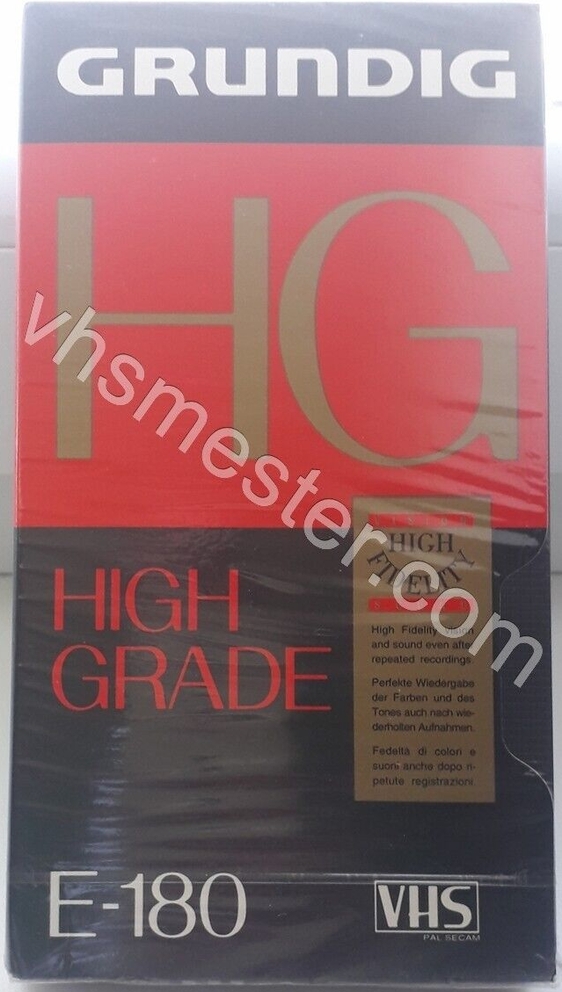 GRUNDIG
HG
vhsmester.com
HIGH
GRADE
VISION
HIGH
FIDELITY
High Fidelity vision
and sound even after
repeated recordings.
Perfekte Wiedergabe
der Farben und des
Tones auch nach wie-
derholten Aufnahmen.
Fedeltà di colori e
suoni anche dopo ri-
petute registrazioni.
E-180
VHS
PAL SECAM